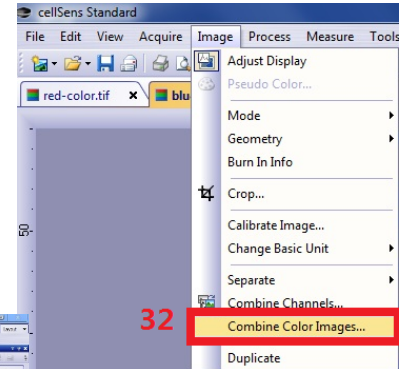 cellSens Standard
File Edit View Acquire Image Process Measure Tools
Adjust Display
Pseudo Color...
red-color.tif x blu
Mode
Geometry
Burn In Info
Crop...
Calibrate Image...
50
Change Basic Unit
Separate
Combine Channels...
32
Combine Color Images...
Duplicate